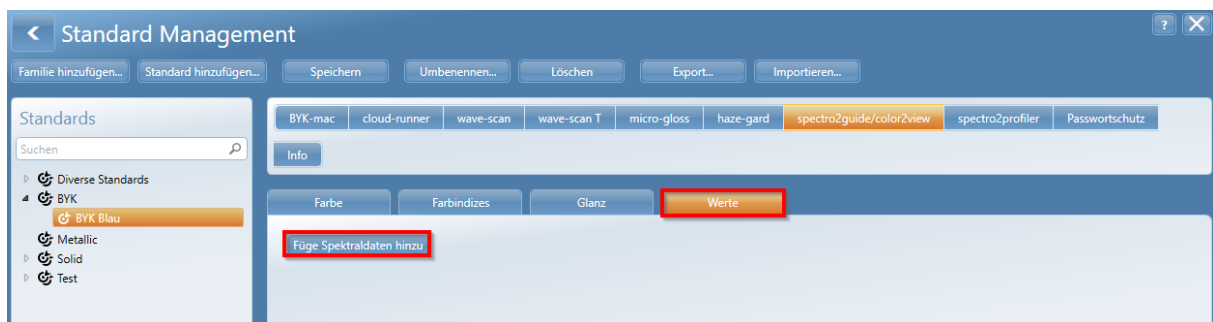 Standard Management
?
Familie hinzufügen... Standard hinzufügen... Speichern Umbenennen... Löschen Export... Importieren...
Standards
BYK-mac cloud-runner wave-scan wave-scan T micro-gloss haze-gard spectro2guide/color2view spectro2profiler Passwortschutz
Suchen
Info
Diverse Standards
BYK
BYK Blau
Metallic
Solid
Test
Farbe Farbindizes Glanz Werte
Füge Spektraldaten hinzu